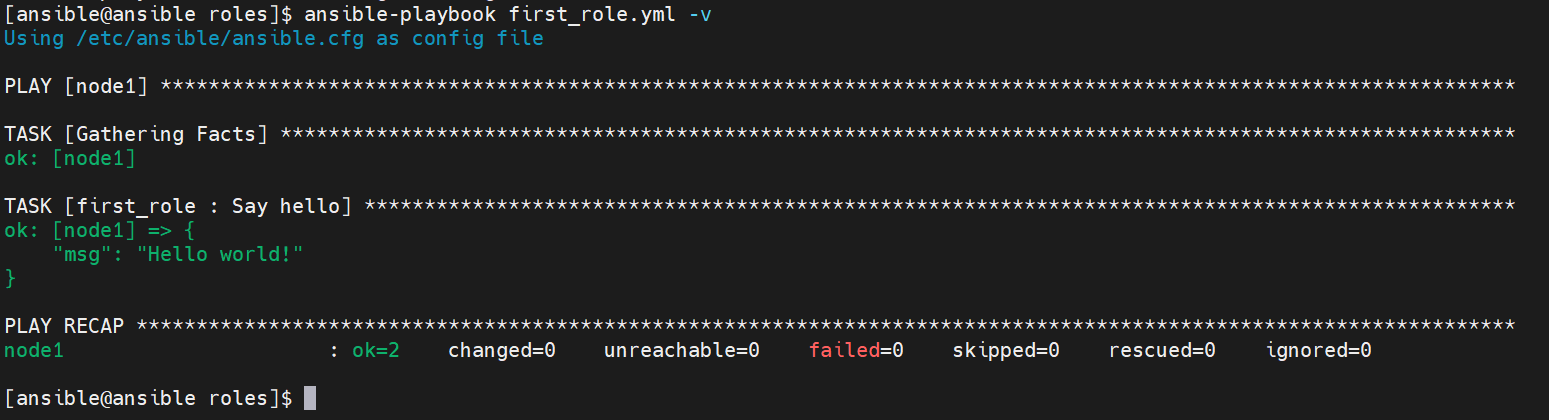 [ansible@ansible roles]$ ansible-playbook first_role.yml -v
Using /etc/ansible/ansible.cfg as config file
PLAY [node1] *****************************************************************************************************************
TASK [Gathering Facts] *******************************************************************************************************
ok: [node1]
TASK [first_role : Say hello] ************************************************************************************************
ok: [node1] => {
    "msg": "Hello world!"
}
PLAY RECAP *******************************************************************************************************************
node1                      : ok=2    changed=0    unreachable=0    failed=0    skipped=0    rescued=0    ignored=0
[ansible@ansible roles]$